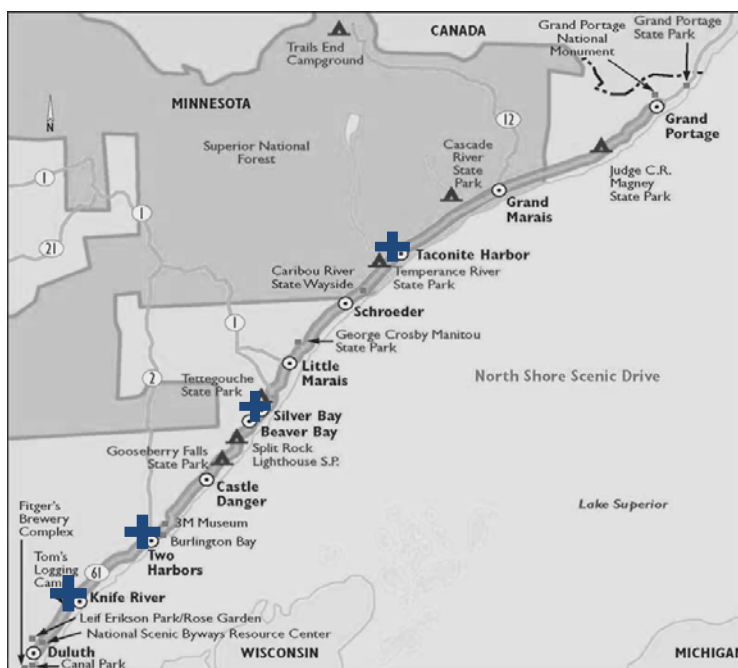 Grand Portage
State Park
Grand Portage
National
Monument
CANADA
Trails End
Campground
MINNESOTA
N
12
Grand
Portage
Superior National
Forest
Cascade
River
State
Park
Judge C.R.
Magney
State Park
1
1
21
Grand
Marais
Taconite Harbor
Caribou River
State Wayside
Temperance River
State Park
Schroeder
1
George Crosby Manitou
State Park
Little
Marais
2
Tettegouche
State Park
North Shore Scenic Drive
Silver Bay
Beaver Bay
Gooseberry Falls
State Park
Split Rock
Lighthouse S.P.
Castle
Danger
Lake Superior
Fitger's
Brewery
Complex
3M Museum
Burlington Bay
Two
Harbors
Tom's
Logging
61
Knife River
Leif Erikson Park/Rose Garden
National Scenic Byways Resource Center
Duluth
Canal Park
WISCONSIN
MICHIGAN